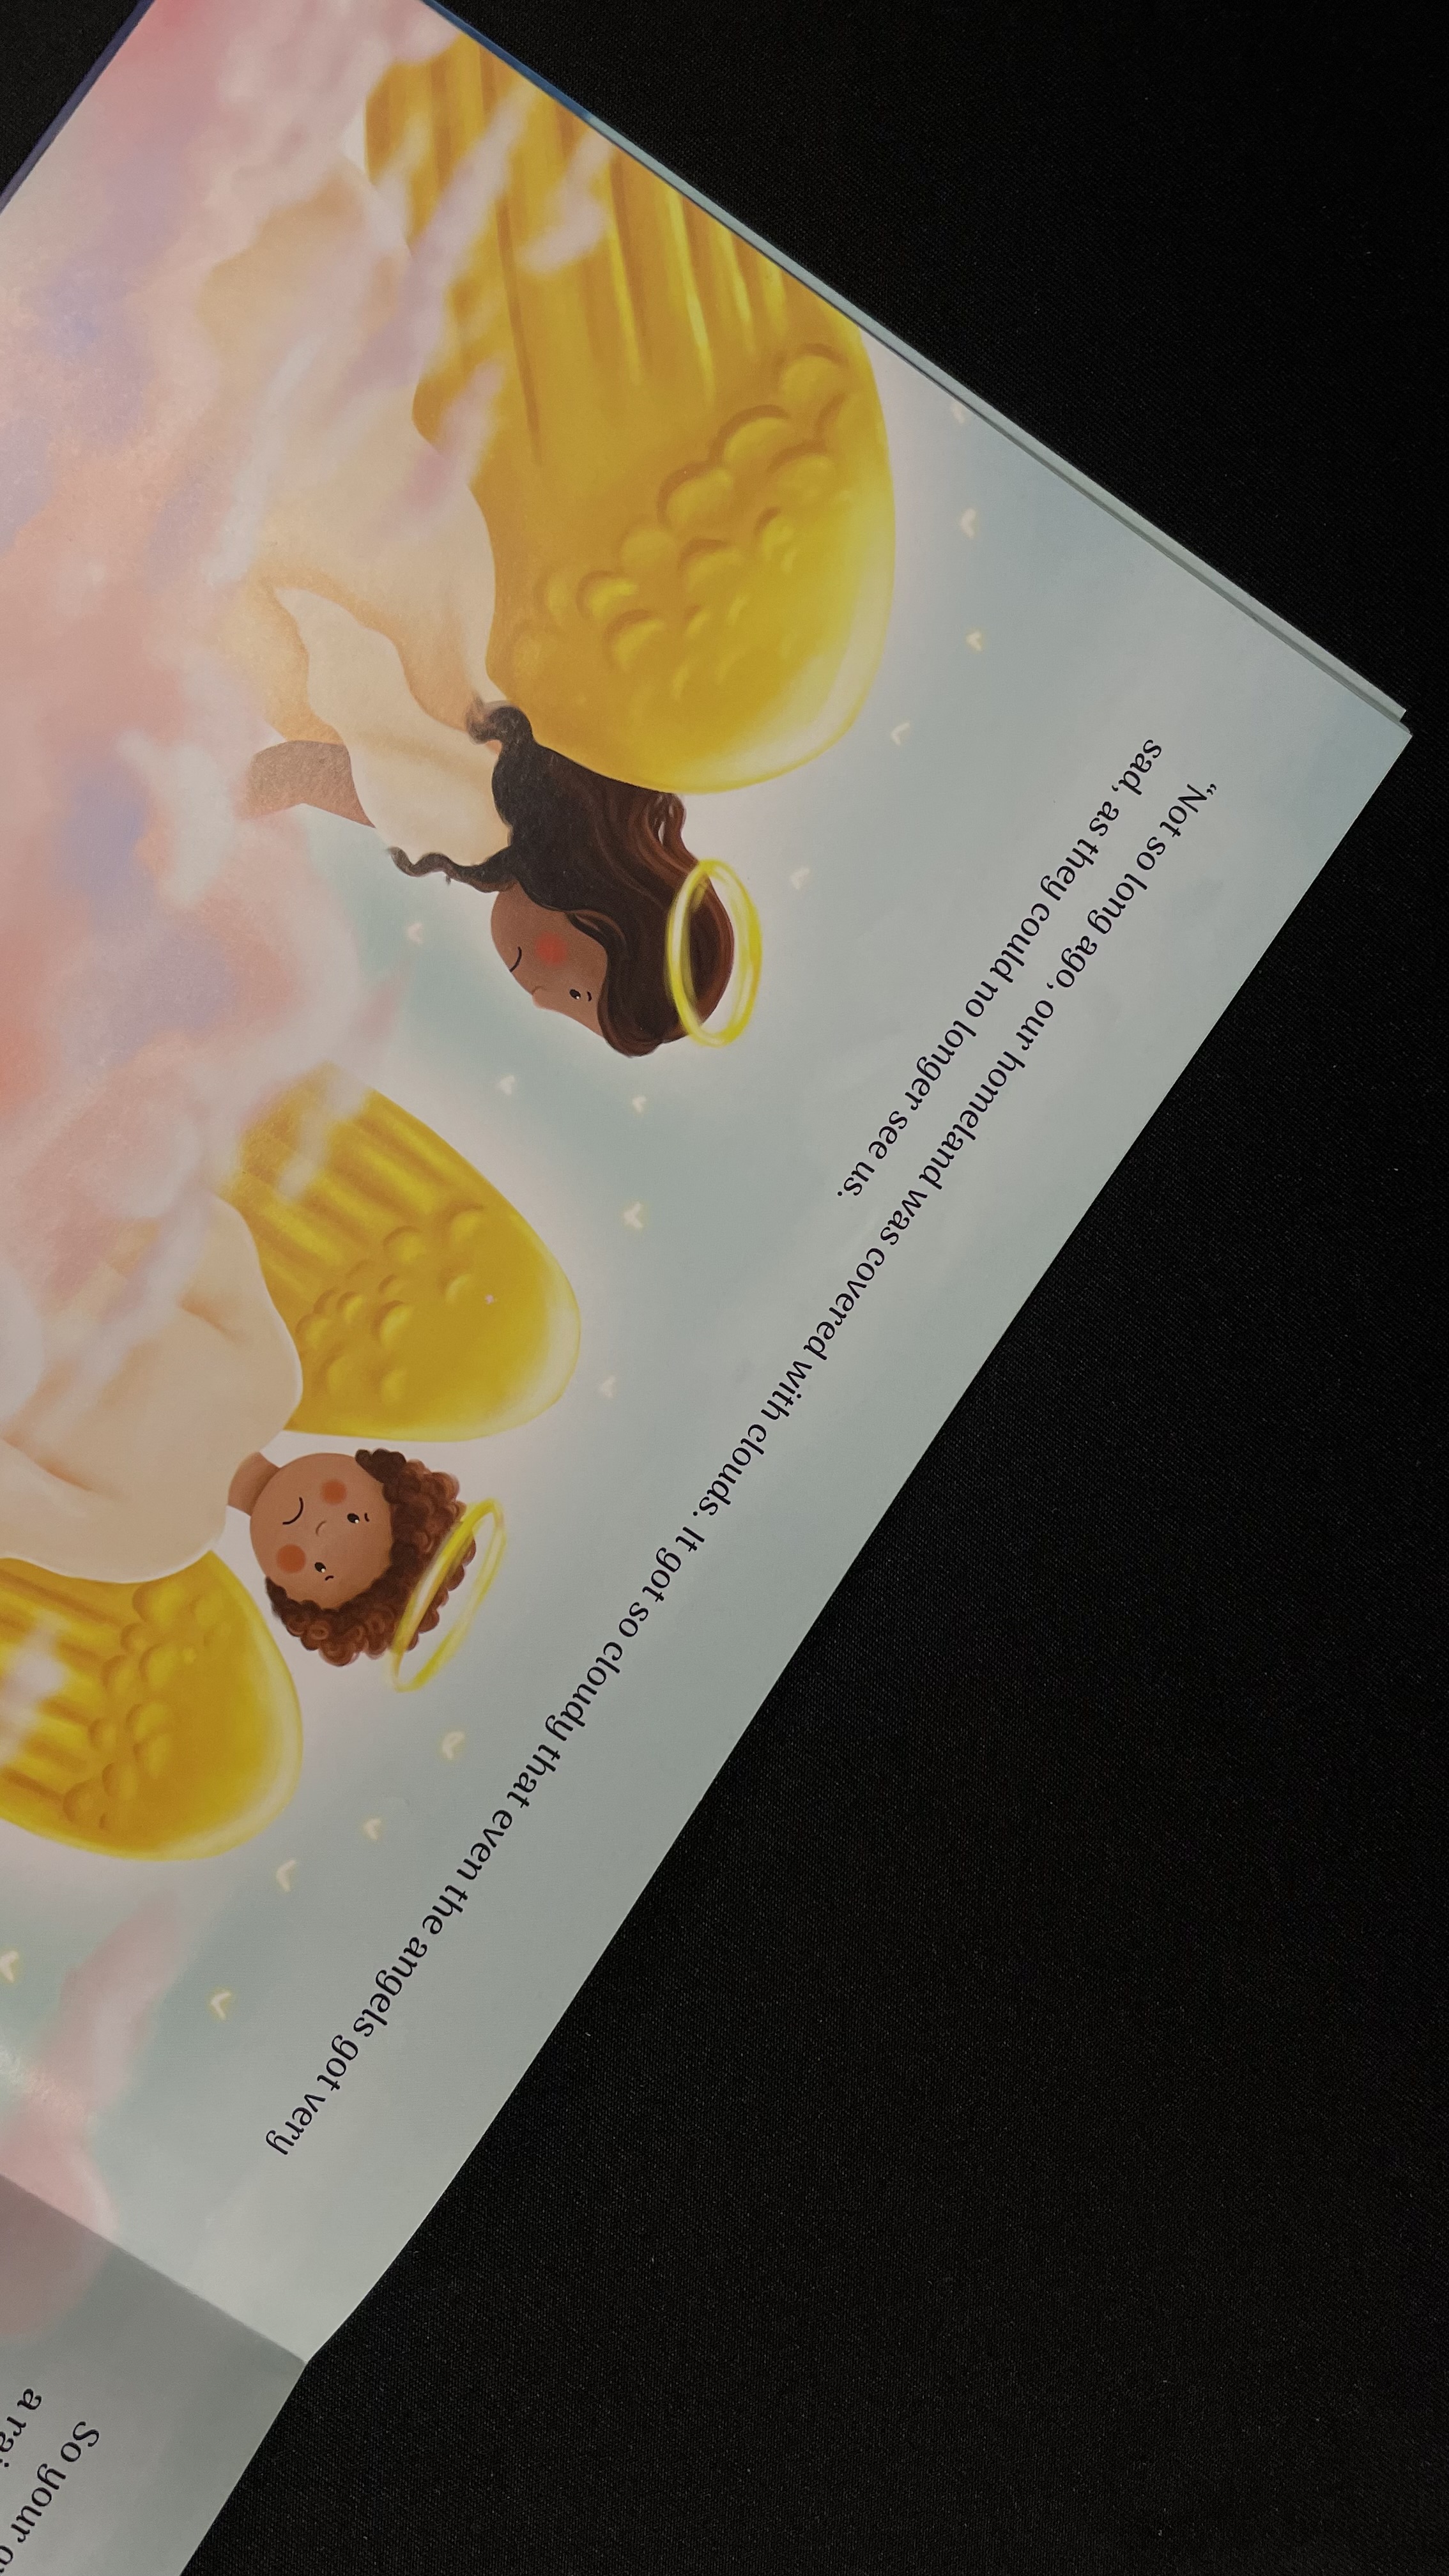 “Not so long ago, our homeland was covered with clouds. It got so cloudy that even the angels got very
sad, as they could no longer see us.
So your
a